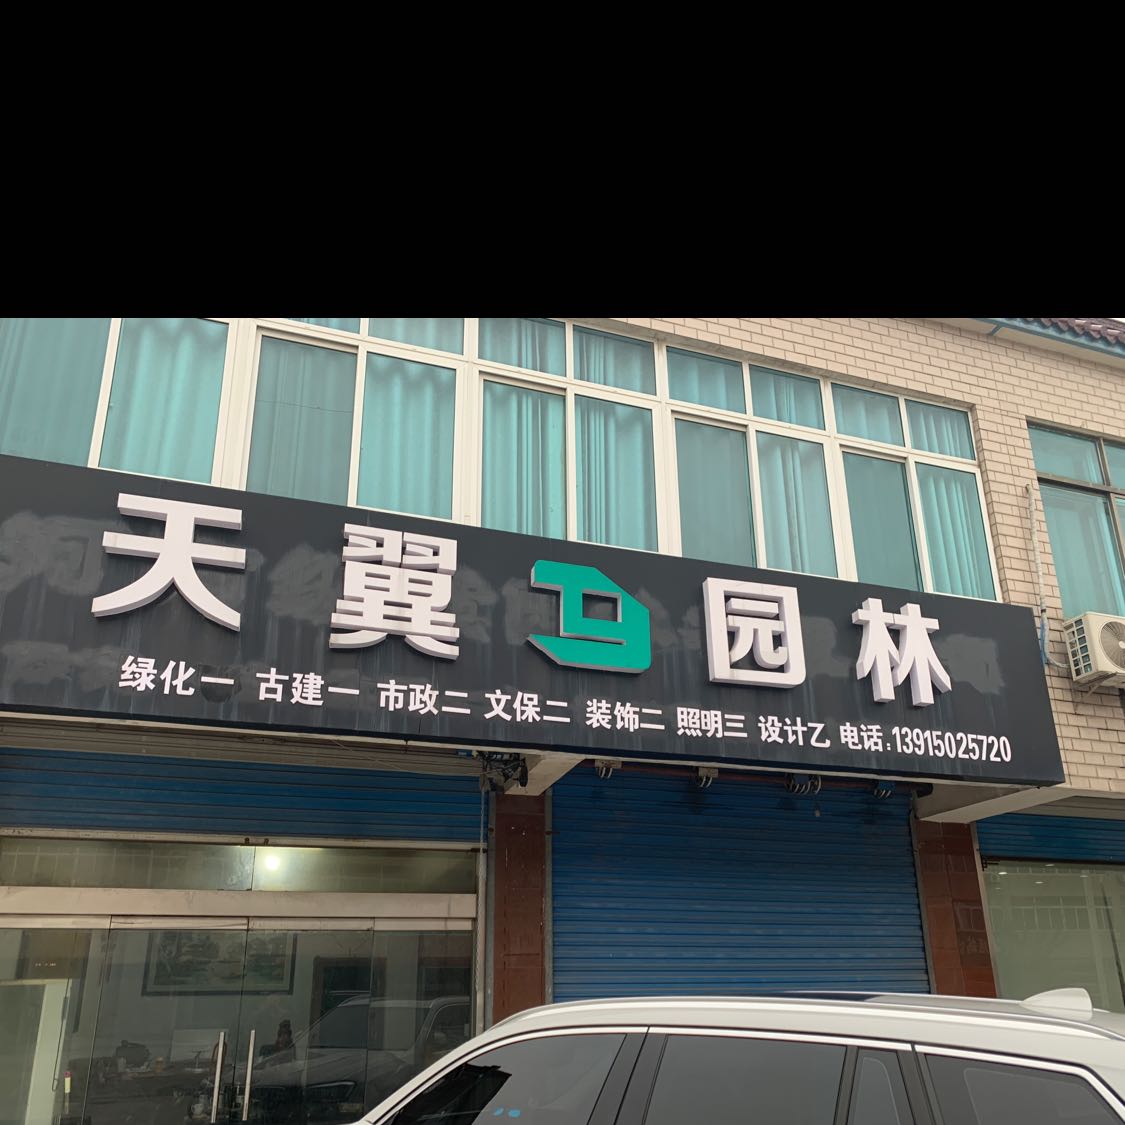 天翼园林
绿化一 古建一 市政二 文保二 装饰二 照明三 设计乙 电话:13915025720